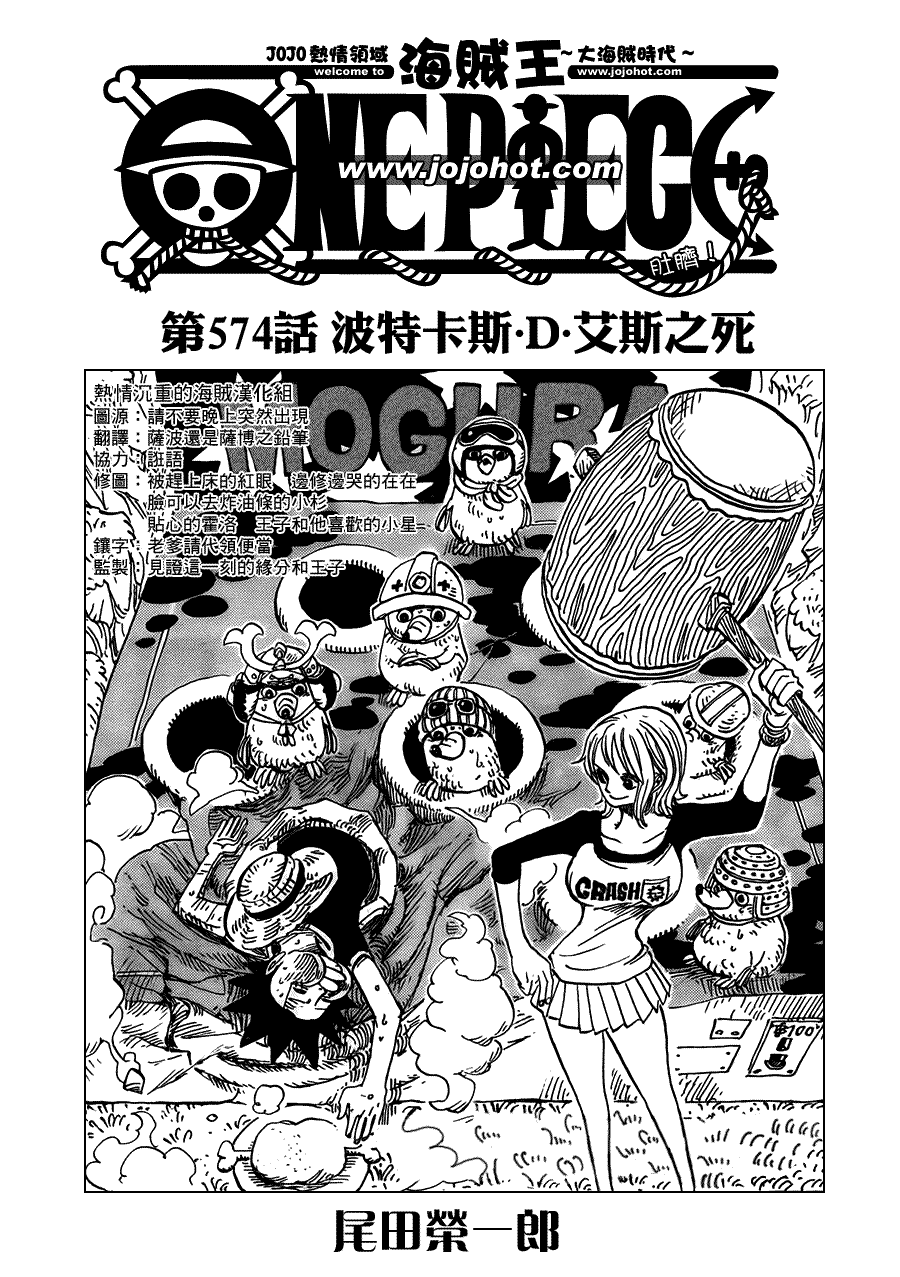 JOJO熱情領域 海賊王 ~大海賊時代~
welcome to www.jojohot.com
ONE PIECE
www.jojohot.com
肚臍！
第574話 波特卡斯·D·艾斯之死
MOGURA
熱情沉重的海賊漢化組
圖源：請不要晚上突然出現
翻譯：薩波還是薩博之鉛筆
協力：誑語
修圖：被趕上床的紅眼 邊修邊哭的在在
臉可以去炸油條的小杉
貼心的霍洛 王子和他喜歡的小星=
鑲字：老爹請代領便當
監製：見證這一刻的緣分和王子
CRASH
100
尾田榮一郎